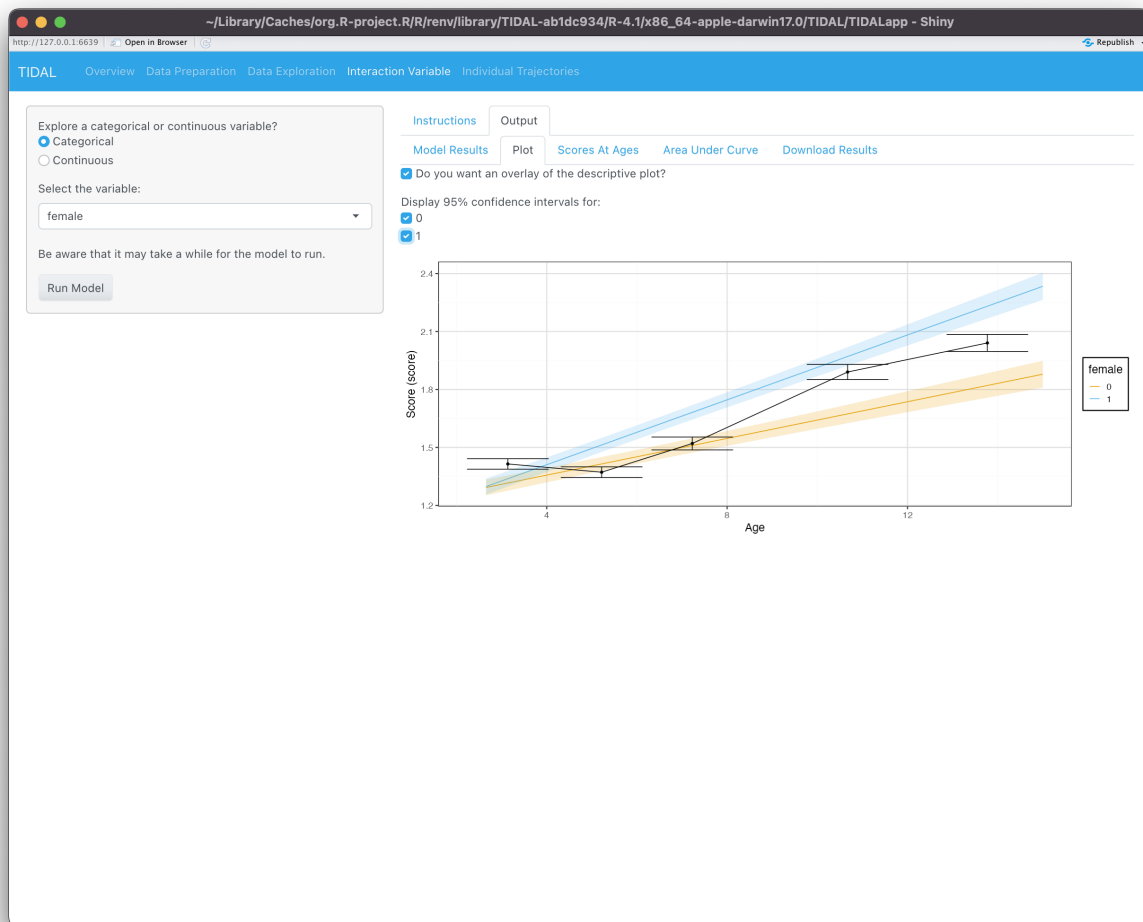 ~/Library/Caches/org.R-project.R/R/renv/library/TIDAL-ab1dc934/R-4.1/x86_64-apple-darwin17.0/TIDAL/TIDALapp - Shiny
http://127.0.0.1:6639 Open in Browser Republish
TIDAL Overview Data Preparation Data Exploration Interaction Variable Individual Trajectories
Explore a categorical or continuous variable?
Categorical
Continuous
Select the variable:
female
Be aware that it may take a while for the model to run.
Run Model
Instructions Output
Model Results Plot Scores At Ages Area Under Curve Download Results
Do you want an overlay of the descriptive plot?
Display 95% confidence intervals for:
0
1
2.4
2.1
1.8
1.5
1.2
Score (score)
4 8 12
Age
female
0
1